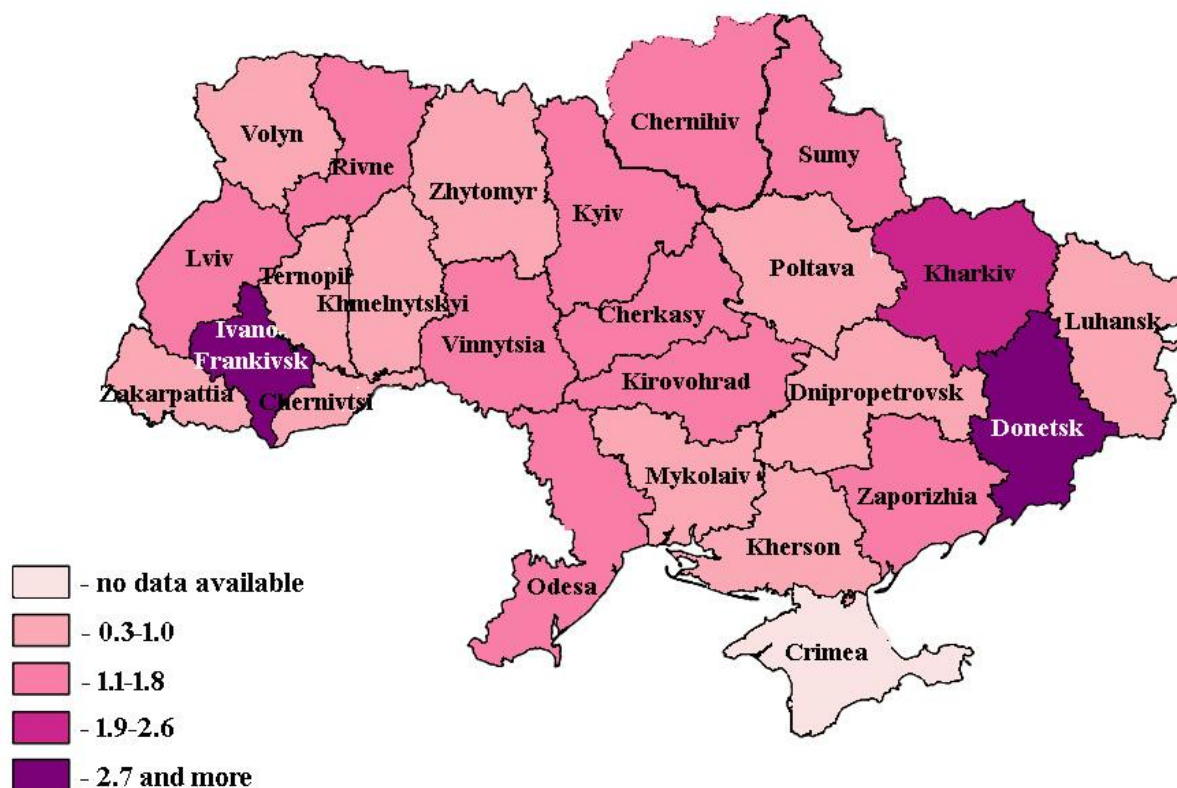 Chernihiv
Volyn
Sumy
Rivne
Zhytomyr
Kyiv
Lviv
Poltava
Ternopil
Kharkiv
Khmelnytskyi
Cherkasy
Luhansk
Ivano-
Frankivsk
Vinnytsia
Kirovohrad
Zakarpattia
Chernivtsi
Dnipropetrovsk
Donetsk
Mykolaiv
Zaporizhia
Kherson
Odesa
Crimea
- no data available
- 0.3-1.0
- 1.1-1.8
- 1.9-2.6
- 2.7 and more